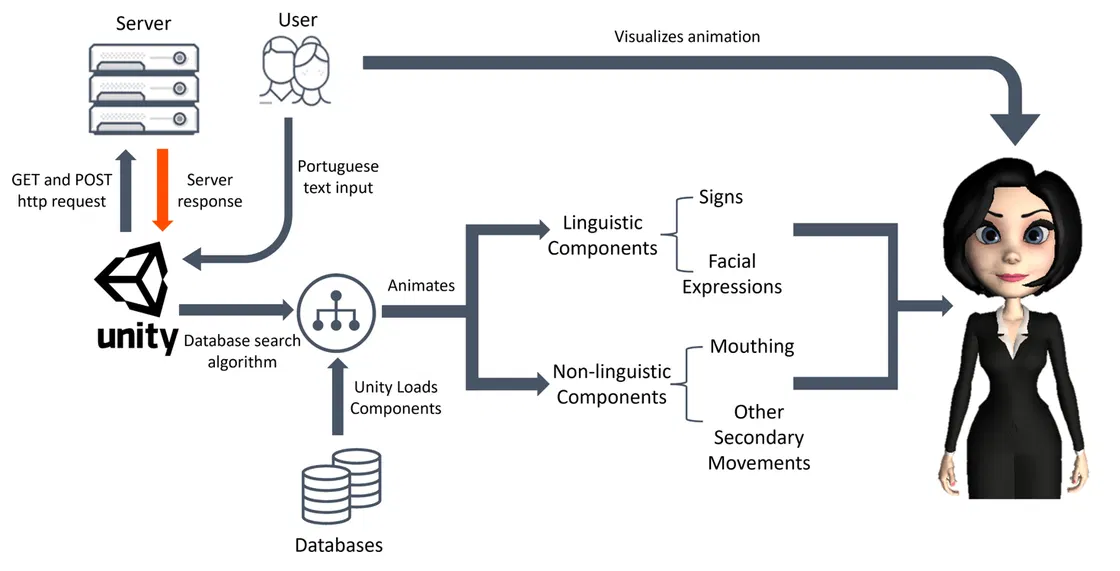 Server
User
Visualizes animation
GET and POST
http request
Server
response
Portuguese
text input
unity
Database search
algorithm
Animates
Unity Loads
Components
Databases
Linguistic
Components
Signs
Facial
Expressions
Non-linguistic
Components
Mouthing
Other
Secondary
Movements